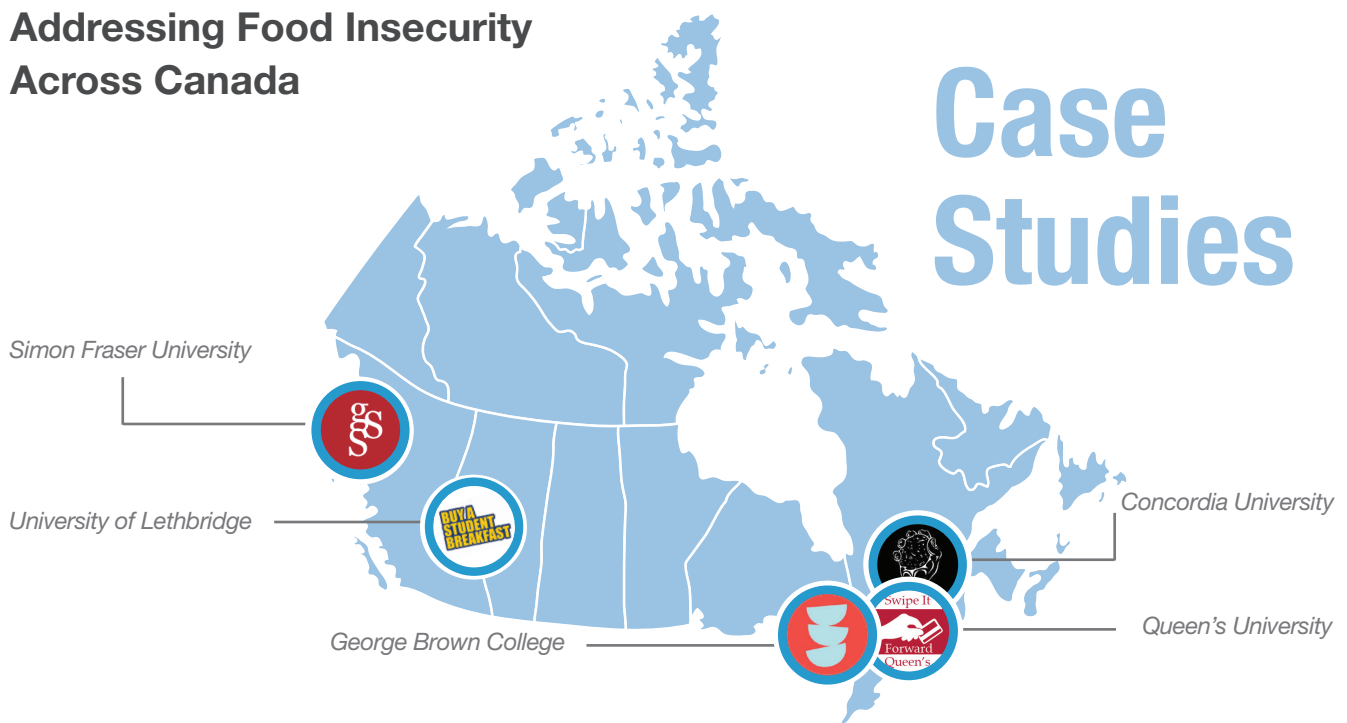 Addressing Food Insecurity
Across Canada
Case
Studies
Simon Fraser University
gsss
University of Lethbridge
BUY A
STUDENT
BREAKFAST
Concordia University
George Brown College
Swipe It
Forward
Queen's
Queen's University